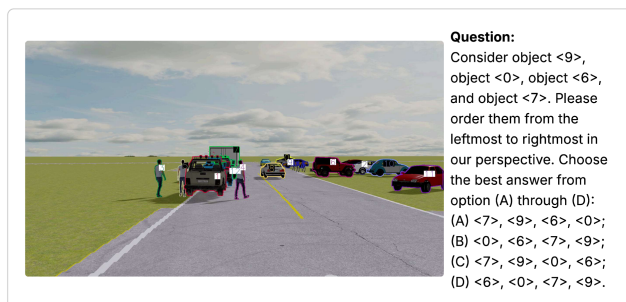 Question:
Consider object <9>,
object <0>, object <6>,
and object <7>. Please
order them from the
leftmost to rightmost in
our perspective. Choose
the best answer from
option (A) through (D):
(A) <7>, <9>, <6>, <0>;
(B) <0>, <6>, <7>, <9>;
(C) <7>, <9>, <0>, <6>;
(D) <6>, <0>, <7>, <9>.